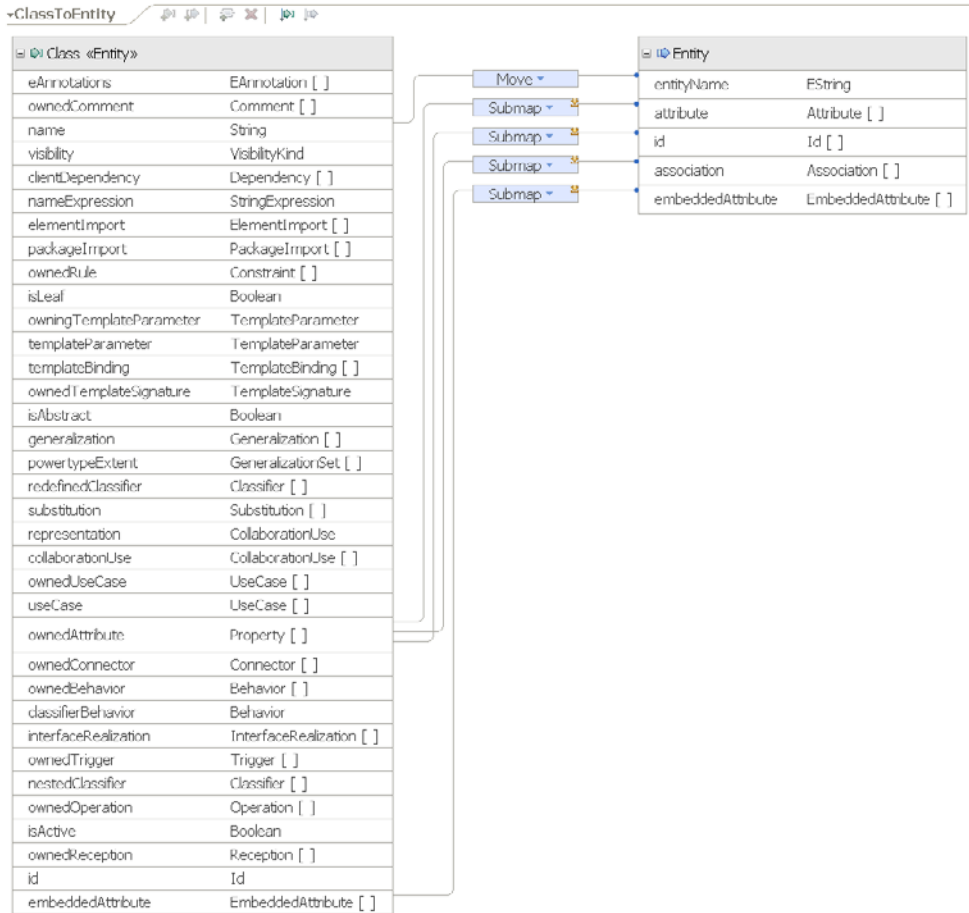 ClassToEntity
Class «Entity»
eAnnotations EAnnotation [ ]
ownedComment Comment [ ]
name String
visibility VisibilityKind
clientDependency Dependency [ ]
nameExpression StringExpression
elementImport ElementImport [ ]
packageImport PackageImport [ ]
ownedRule Constraint [ ]
isLeaf Boolean
owningTemplateParameter TemplateParameter
templateParameter TemplateParameter
templateBinding TemplateBinding [ ]
ownedTemplateSignature TemplateSignature
isAbstract Boolean
generalization Generalization [ ]
powertypeExtent GeneralizationSet [ ]
redefinedClassifier Classifier [ ]
substitution Substitution [ ]
representation CollaborationUse
collaborationUse CollaborationUse [ ]
ownedUseCase UseCase [ ]
useCase UseCase [ ]
ownedAttribute Property [ ]
ownedConnector Connector [ ]
ownedBehavior Behavior [ ]
classifierBehavior Behavior
interfaceRealization InterfaceRealization [ ]
ownedTrigger Trigger [ ]
nestedClassifier Classifier [ ]
ownedOperation Operation [ ]
isActive Boolean
ownedReception Reception [ ]
id Id
embeddedAttribute EmbeddedAttribute [ ]
Move
Submap
Submap
Submap
Submap
Entity
entityName EString
attribute Attribute [ ]
id Id [ ]
association Association [ ]
embeddedAttribute EmbeddedAttribute [ ]